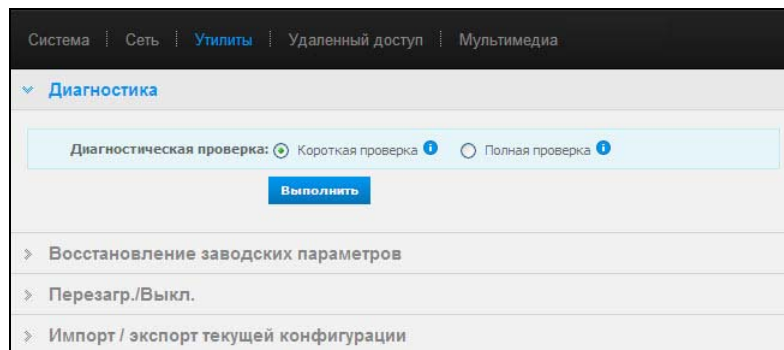 Система Сеть Утилиты Удаленный доступ Мультимедиа
Диагностика
Диагностическая проверка: Короткая проверка Полная проверка
Выполнить
Восстановление заводских параметров
Перезагр./Выкл.
Импорт / экспорт текущей конфигурации